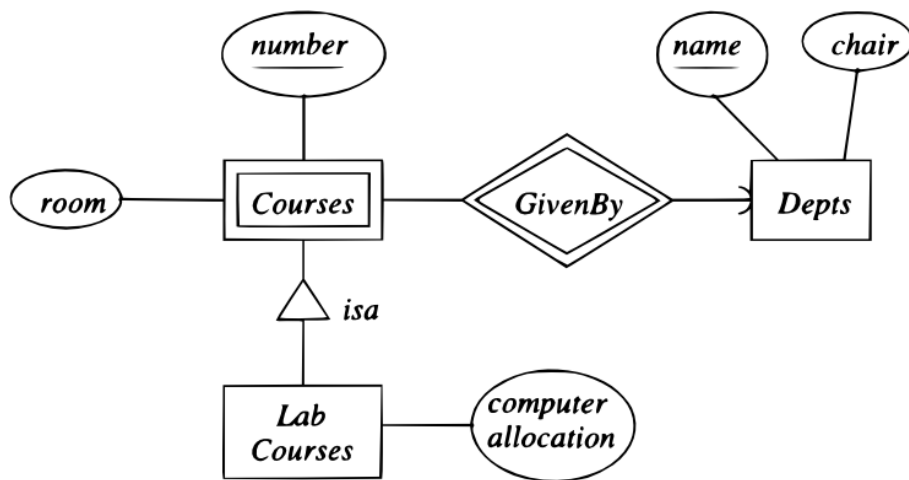 number
name
chair
room
Courses
GivenBy
Depts
isa
Lab
Courses
computer
allocation